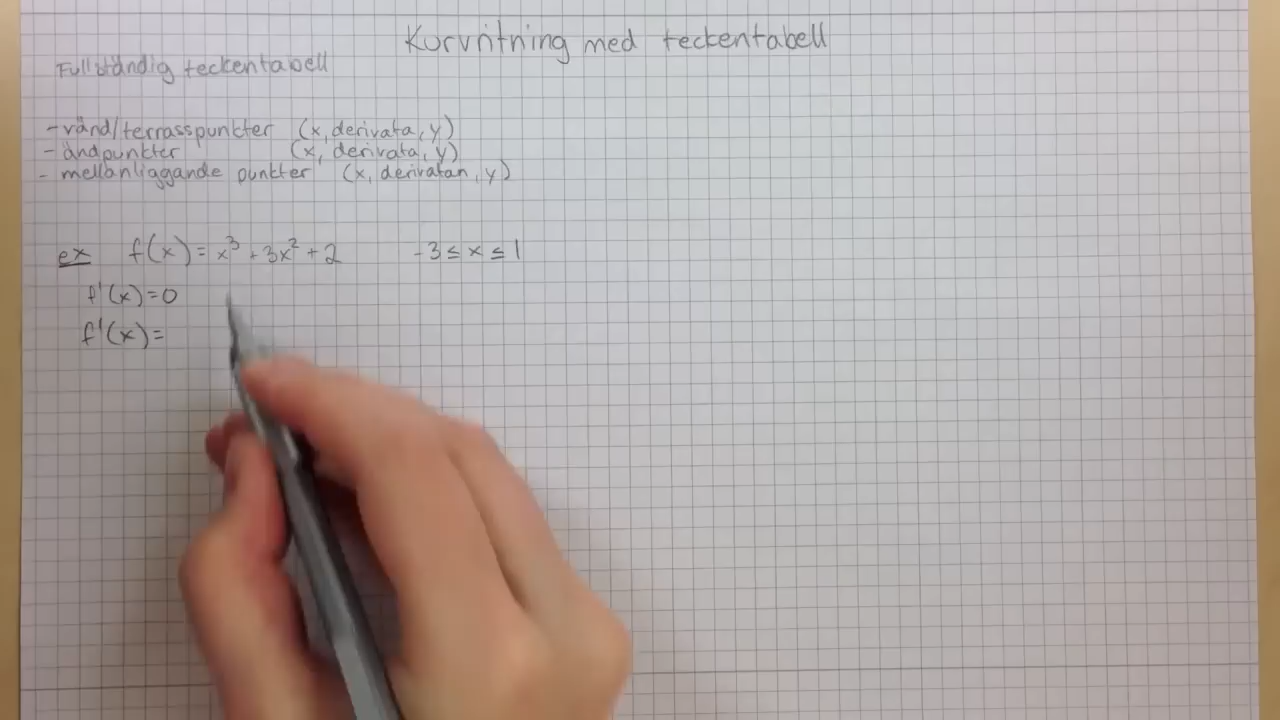 Kurvritning med teckentabell
Fullständig teckentabell
- vänd/terrasspunkter (x, derivata, y)
- ändpunkter (x, derivata, y)
- mellanliggande punkter (x, derivatan, y)
ex f(x) = x³ + 3x² + 2 -3 ≤ x ≤ 1
f'(x) = 0
f'(x) =